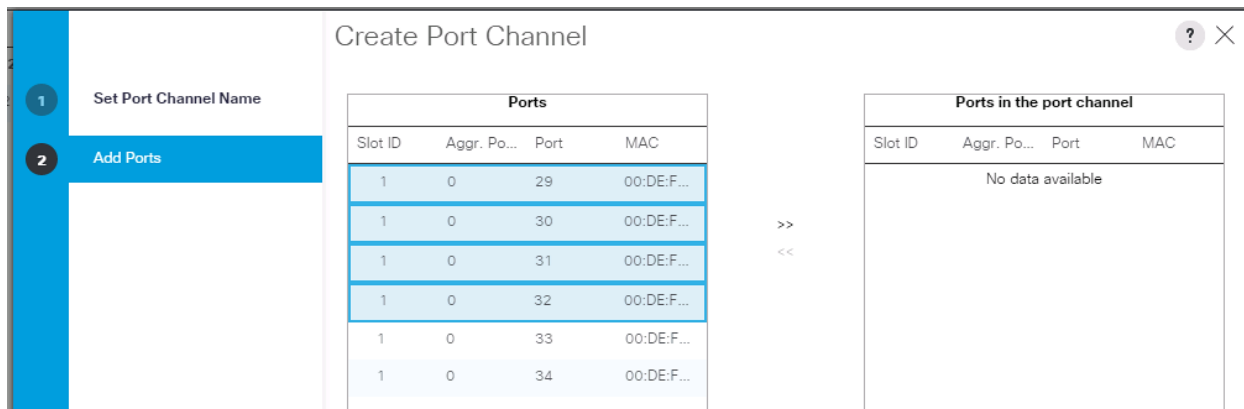 Create Port Channel
?
1 Set Port Channel Name
2 Add Ports
Ports
Slot ID Aggr. Po... Port MAC
1 0 29 00:DE:F...
1 0 30 00:DE:F...
1 0 31 00:DE:F...
1 0 32 00:DE:F...
1 0 33 00:DE:F...
1 0 34 00:DE:F...
>>
<<
Ports in the port channel
Slot ID Aggr. Po... Port MAC
No data available